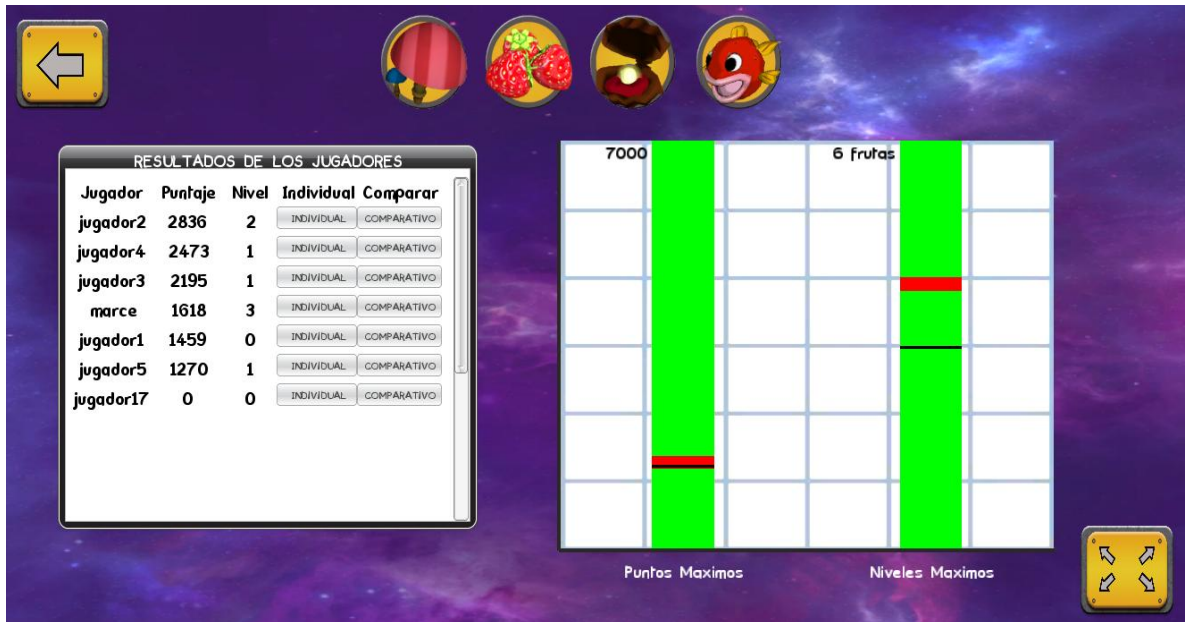 RESULTADOS DE LOS JUGADORES
Jugador Puntaje Nivel Individual Comparar
jugador2 2836 2 INDIVIDUAL COMPARATIVO
jugador4 2473 1 INDIVIDUAL COMPARATIVO
jugador3 2195 1 INDIVIDUAL COMPARATIVO
marce 1618 3 INDIVIDUAL COMPARATIVO
jugador1 1459 0 INDIVIDUAL COMPARATIVO
jugador5 1270 1 INDIVIDUAL COMPARATIVO
jugador17 0 0 INDIVIDUAL COMPARATIVO
7000 6 frutas
Puntos Maximos Niveles Maximos